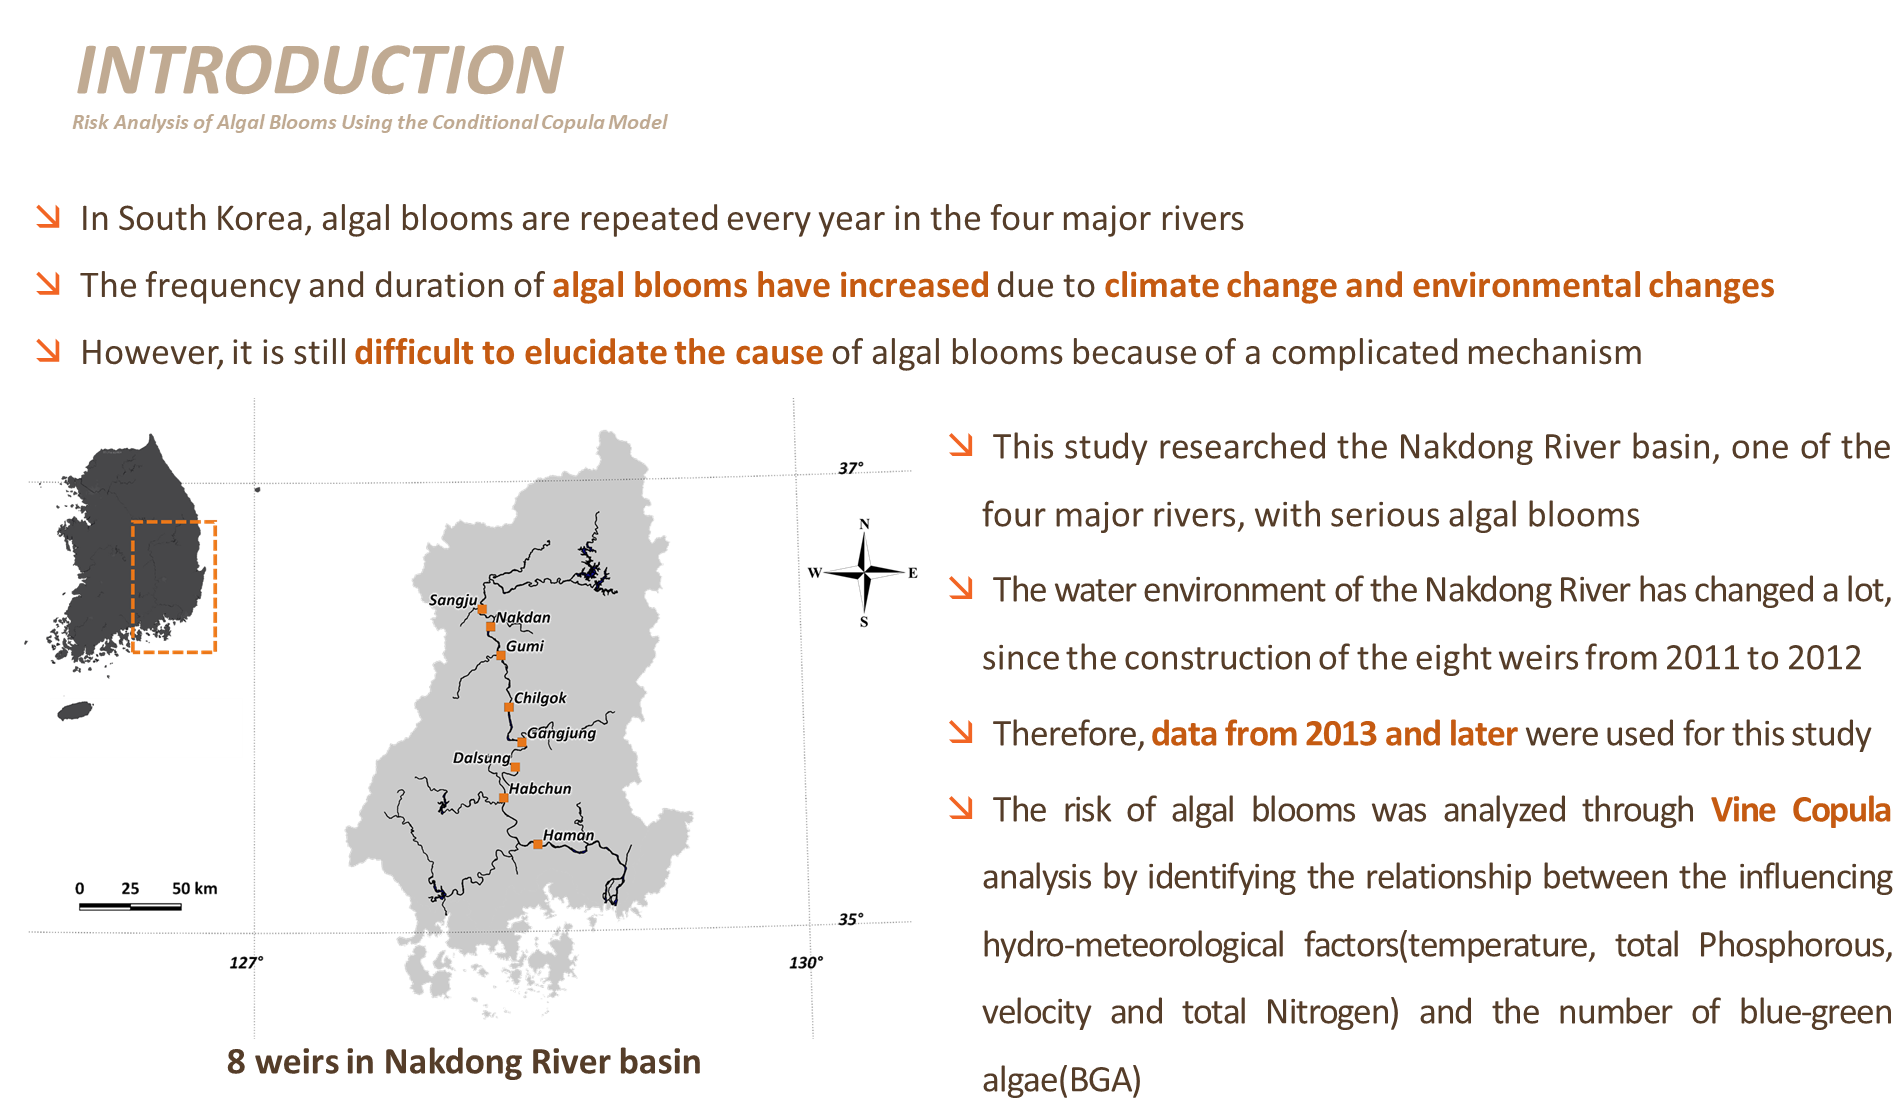 INTRODUCTION
Risk Analysis of Algal Blooms Using the Conditional Copula Model
In South Korea, algal blooms are repeated every year in the four major rivers
The frequency and duration of algal blooms have increased due to climate change and environmental changes
However, it is still difficult to elucidate the cause of algal blooms because of a complicated mechanism
37°
N
W
E
S
Sangju
Nakdan
Gumi
Chilgok
Gangjung
Dalsung
Habchun
Haman
0 25 50 km
35°
127°
130°
8 weirs in Nakdong River basin
This study researched the Nakdong River basin, one of the
four major rivers, with serious algal blooms
The water environment of the Nakdong River has changed a lot,
since the construction of the eight weirs from 2011 to 2012
Therefore, data from 2013 and later were used for this study
The risk of algal blooms was analyzed through Vine Copula
analysis by identifying the relationship between the influencing
hydro-meteorological factors(temperature, total Phosphorous,
velocity and total Nitrogen) and the number of blue-green
algae(BGA)